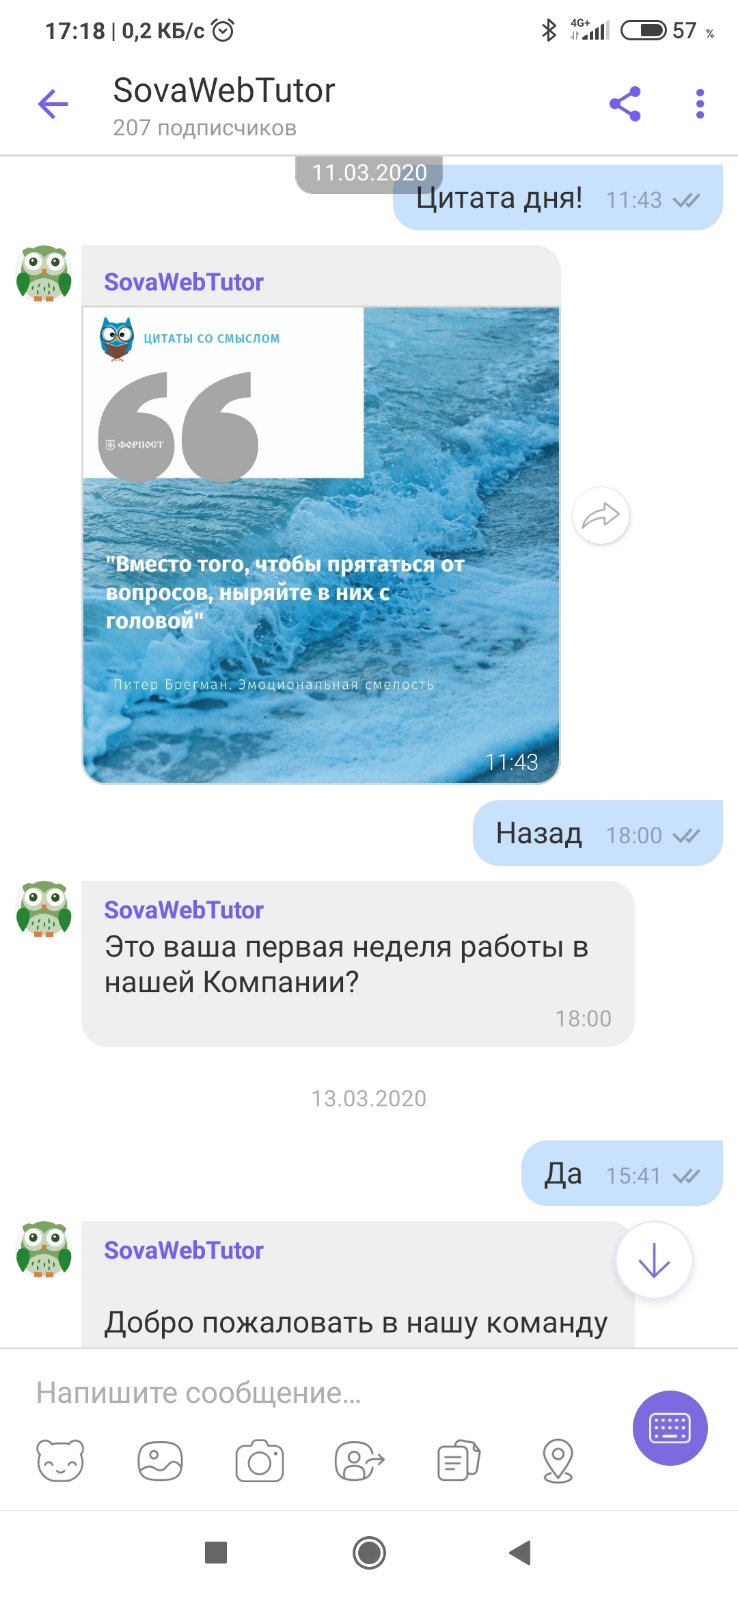 17:18 | 0,2 КБ/с
4G+
57 %
SovaWebTutor
207 подписчиков
11.03.2020
Цитата дня! 11:43
SovaWebTutor
ЦИТАТЫ СО СМЫСЛОМ
ФОРПОСТ
"Вместо того, чтобы прятаться от
вопросов, ныряйте в них с
головой"
Питер Брегман. Эмоциональная смелость
11:43
Назад 18:00
SovaWebTutor
Это ваша первая неделя работы в
нашей Компании?
18:00
13.03.2020
Да 15:41
SovaWebTutor
Добро пожаловать в нашу команду
Напишите сообщение...